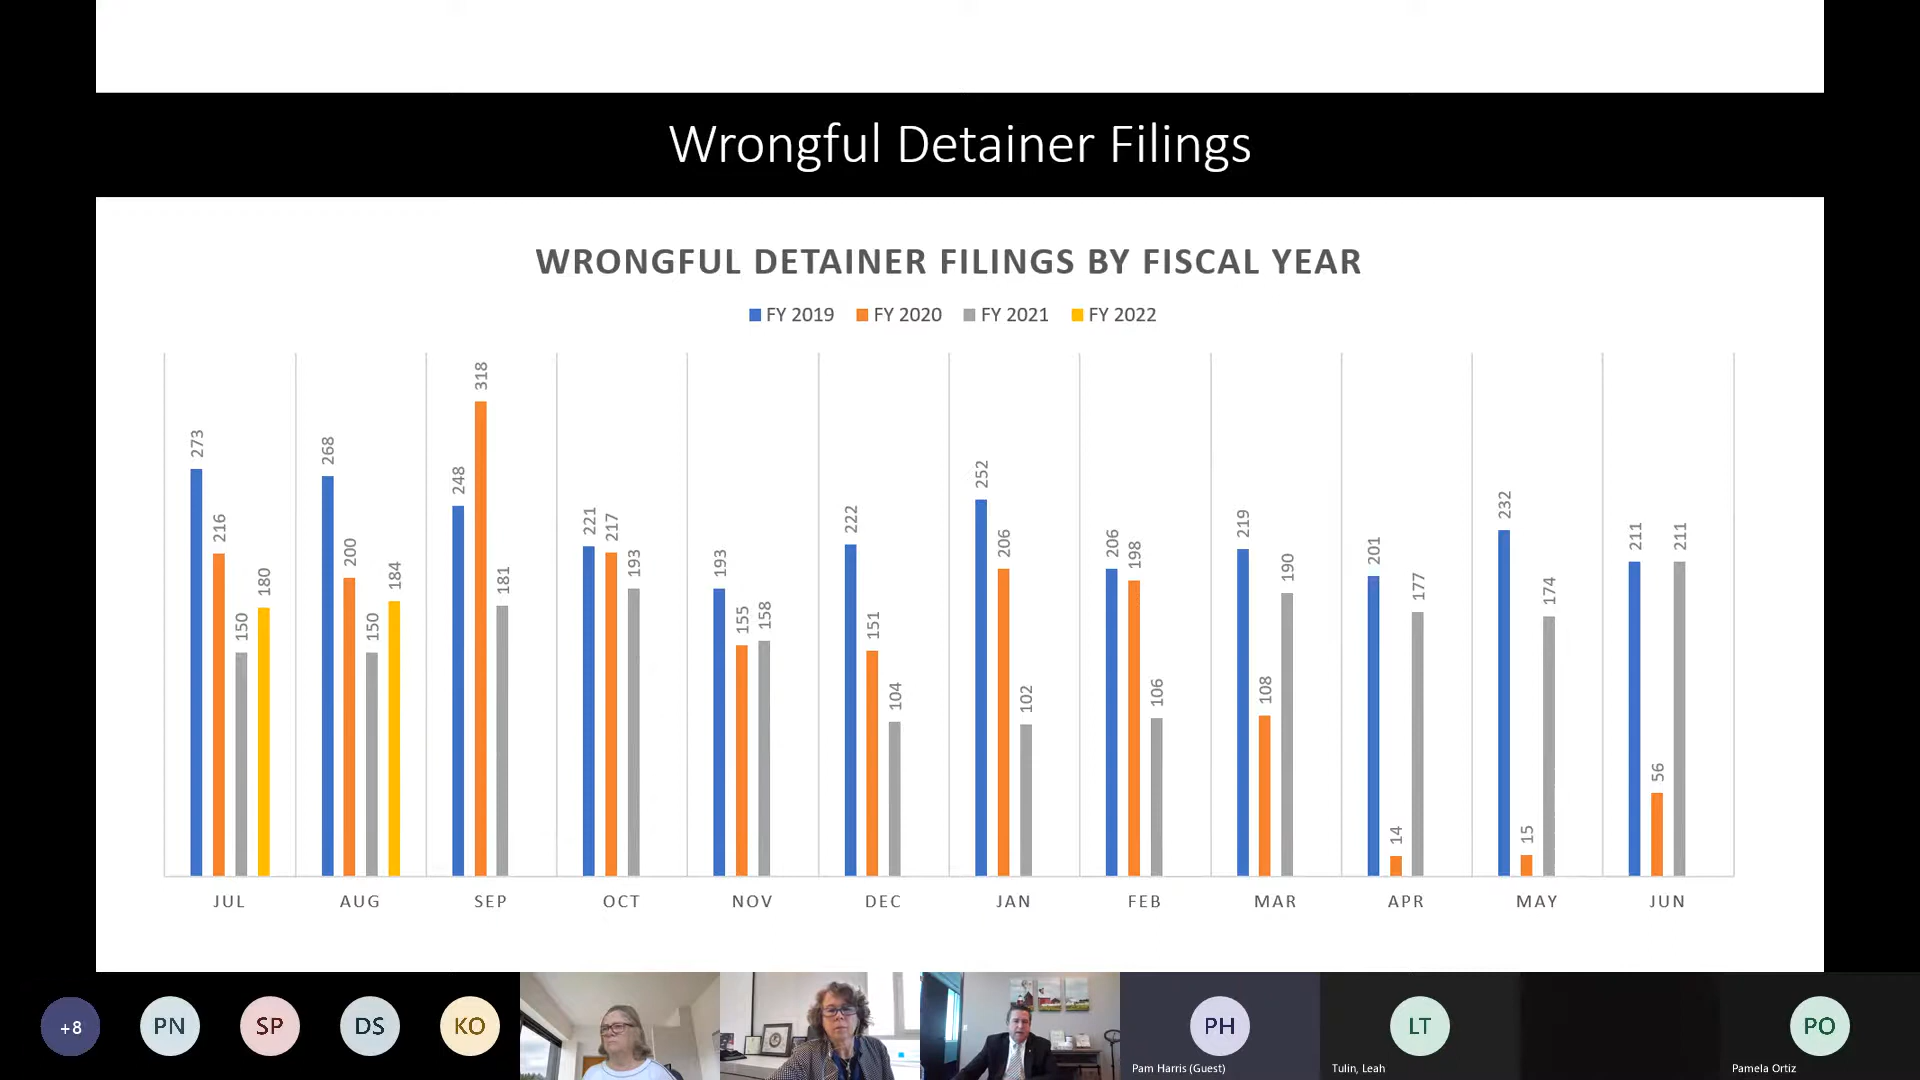 Wrongful Detainer Filings
WRONGFUL DETAINER FILINGS BY FISCAL YEAR
FY 2019 FY 2020 FY 2021 FY 2022
273 216 150 180
268 200 150 184
248 318 181
221 217 193
193 155 158
222 151 104
252 206 102
206 198 106
219 108 190
201 14 177
232 15 174
211 56 211
JUL AUG SEP OCT NOV DEC JAN FEB MAR APR MAY JUN
+8 PN SP DS KO PH LT PO
Pam Harris (Guest) Tulin, Leah Pamela Ortiz